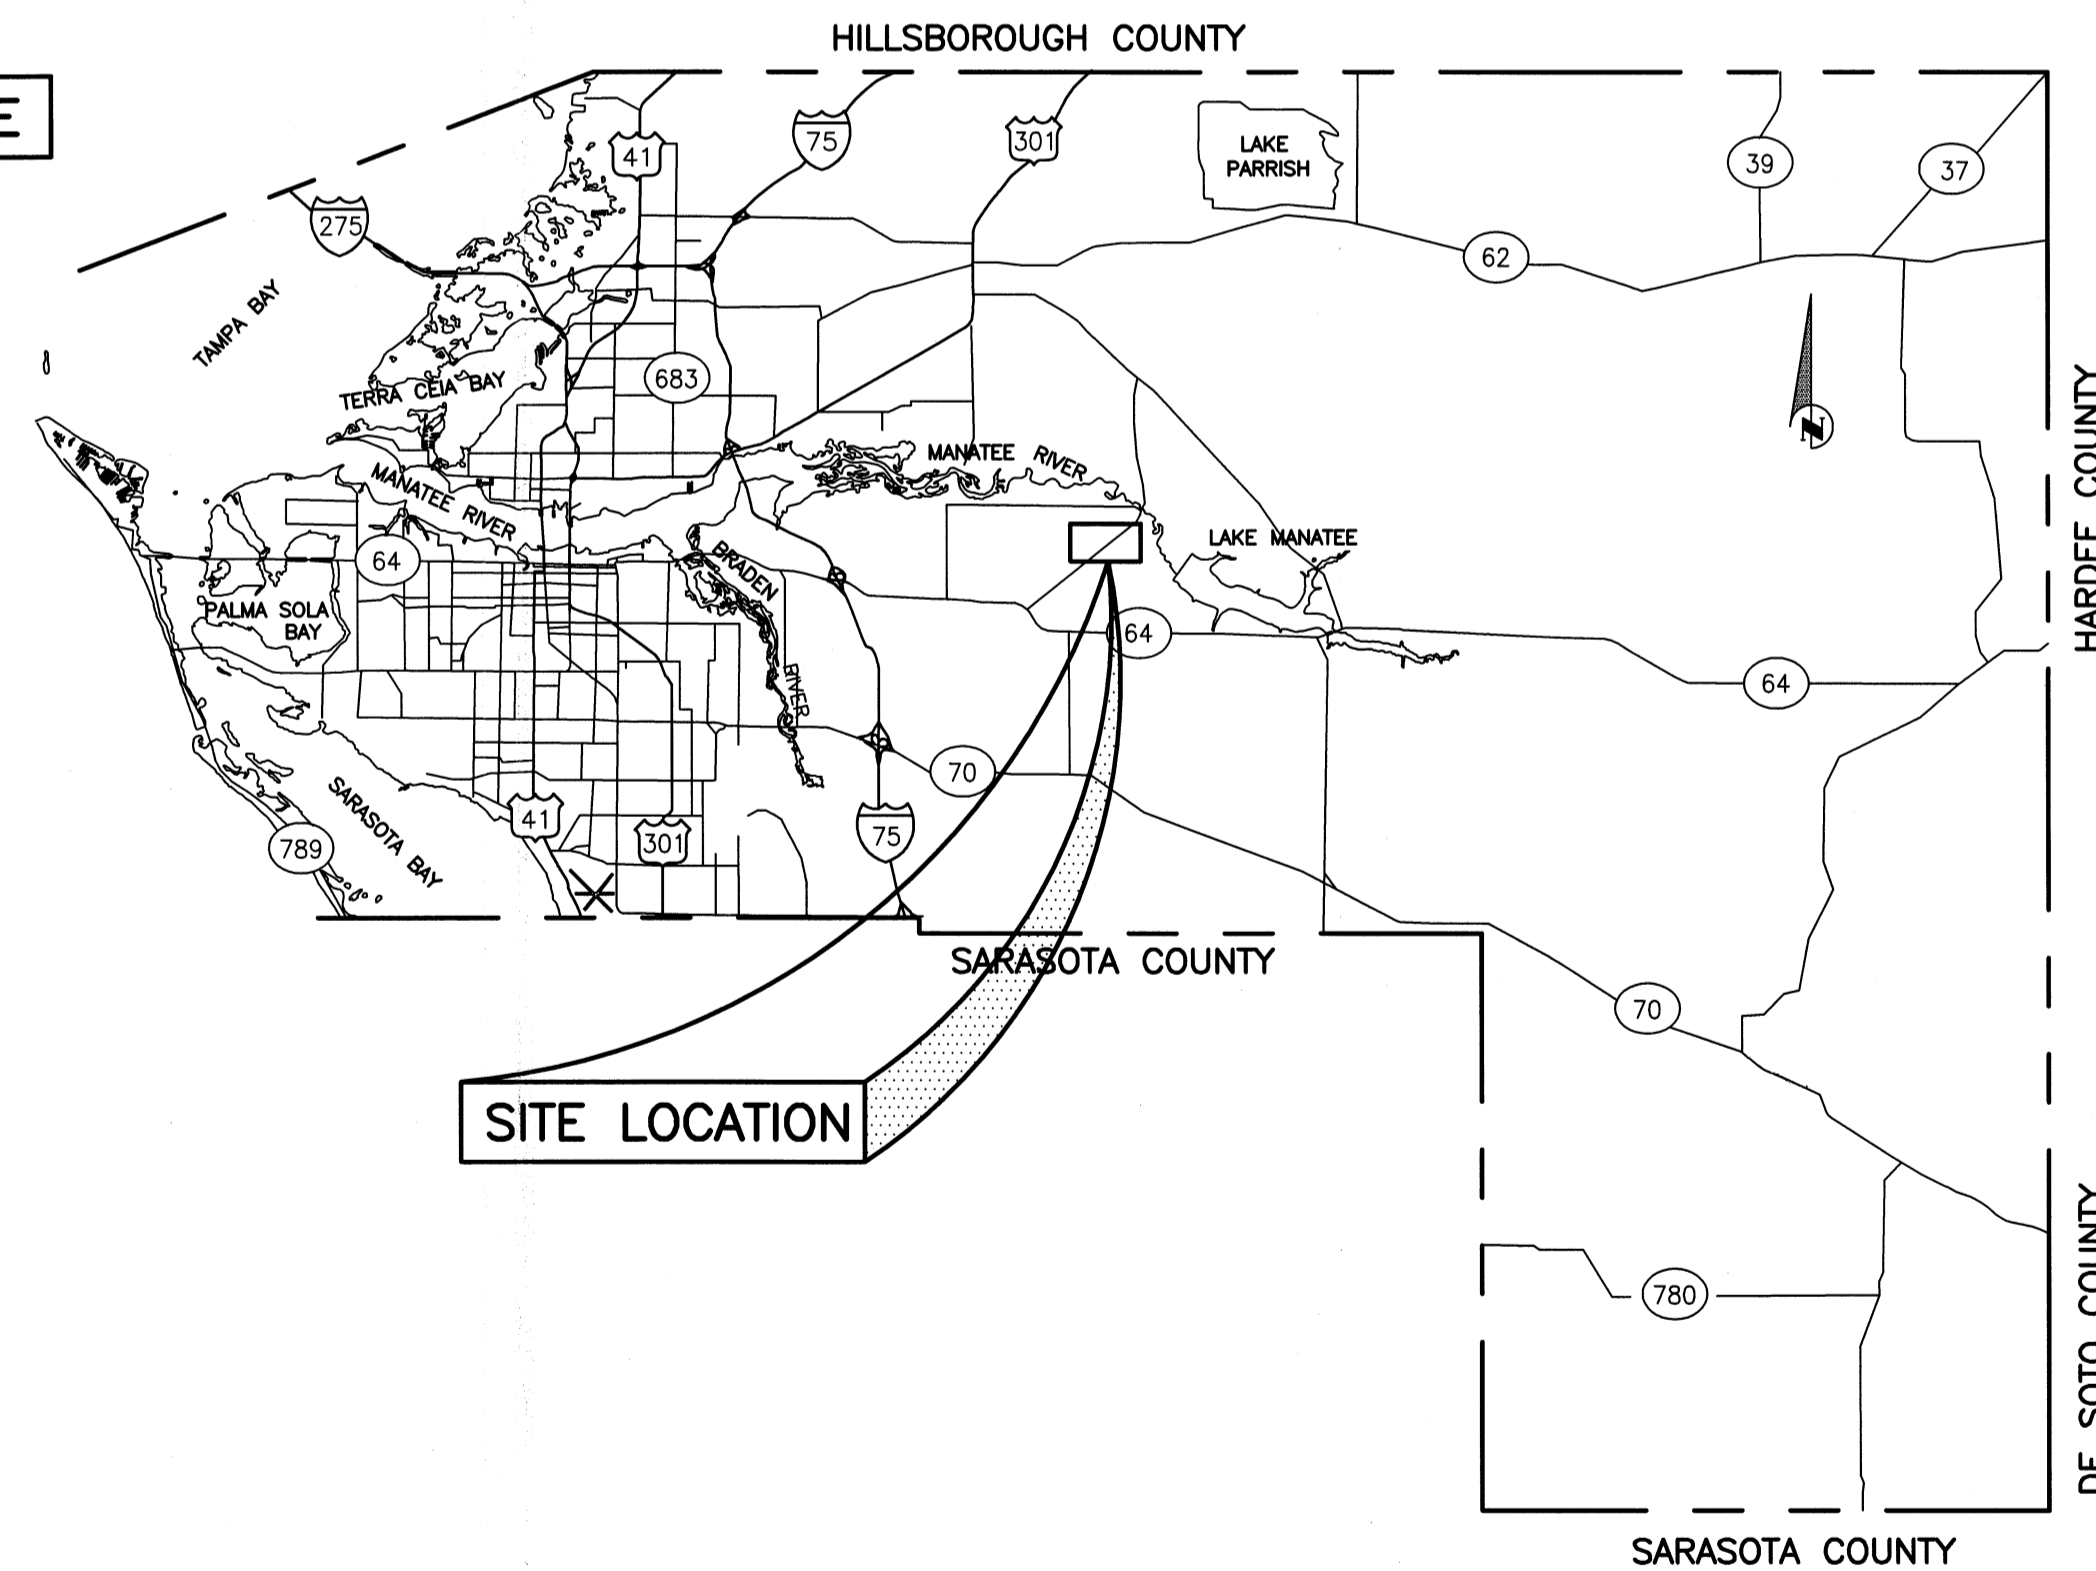 HILLSBOROUGH COUNTY
E
41
75
301
LAKE
PARRISH
39
37
275
62
TAMPA BAY
683
TERRA CEIA BAY
HARDEE COUNTY
MANATEE RIVER
MANATEE RIVER
N
64
BRADEN
RIVER
LAKE MANATEE
PALMA SOLA
BAY
64
64
70
SARASOTA BAY
41
301
75
789
SARASOTA COUNTY
70
SITE LOCATION
780
DE SOTO COUNTY
SARASOTA COUNTY